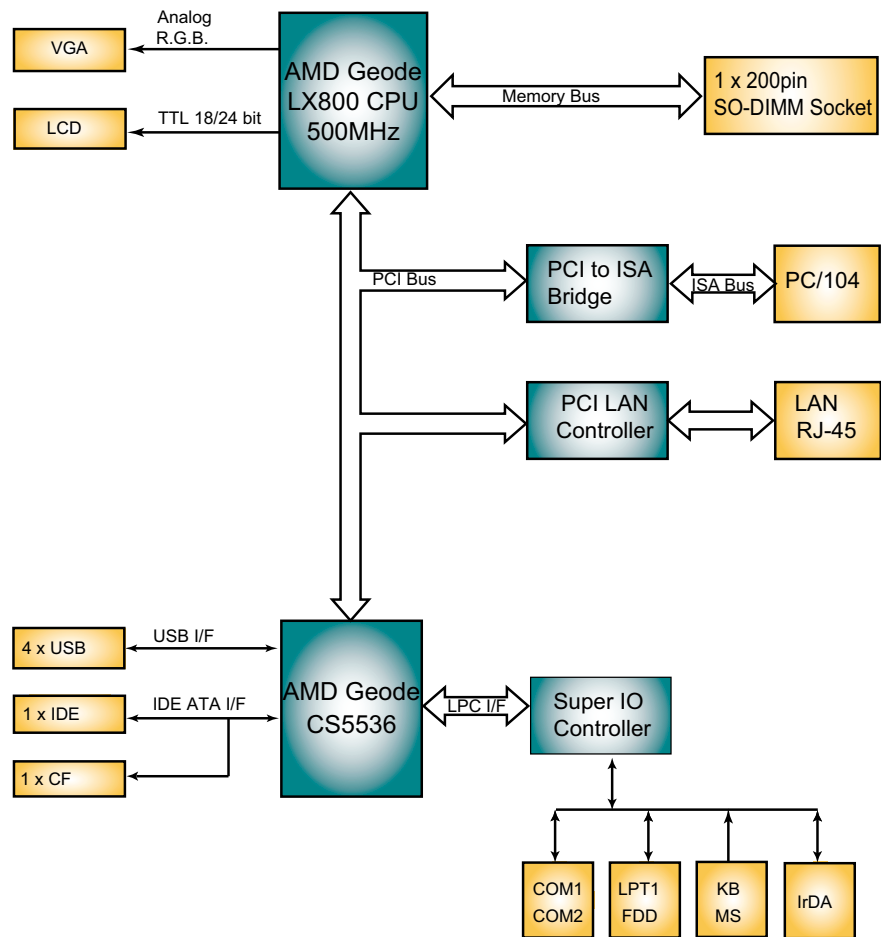 Analog
R.G.B.
VGA
AMD Geode
LX800 CPU
500MHz
Memory Bus
1 x 200pin
SO-DIMM Socket
TTL 18/24 bit
LCD
PCI Bus
PCI to ISA
Bridge
ISA Bus
PC/104
PCI LAN
Controller
LAN
RJ-45
4 x USB
USB I/F
AMD Geode
CS5536
1 x IDE
IDE ATA I/F
LPC I/F
Super IO
Controller
1 x CF
COM1
COM2
LPT1
FDD
KB
MS
IrDA